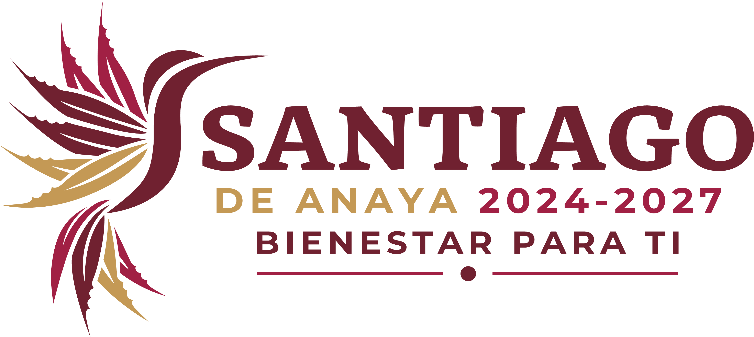 SANTIAGO
DE ANAYA 2024-2027
BIENESTAR PARA TI